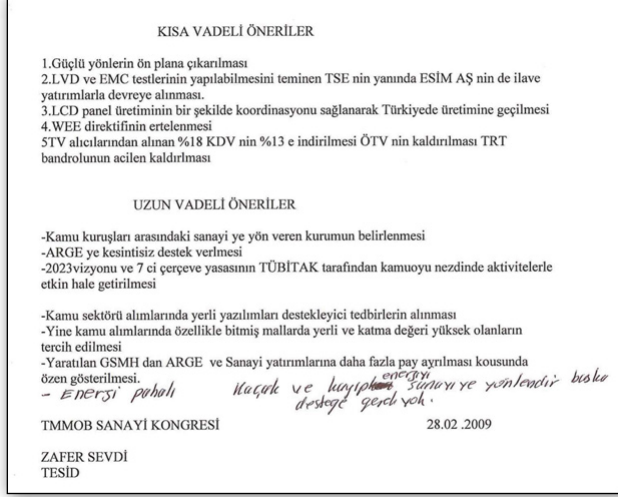 KISA VADELİ ÖNERİLER
1.Güçlü yönlerin ön plana çıkarılması
2.LVD ve EMC testlerinin yapılabilmesini teminen TSE nin yanında ESİM AŞ nin de ilave
yatırımlarla devreye alınması.
3.LCD panel üretiminin bir şekilde koordinasyonu sağlanarak Türkiyede üretimine geçilmesi
4.WEE direktifinin ertelenmesi
5TV alıcılarından alınan %18 KDV nin %13 e indirilmesi ÖTV nin kaldırılması TRT
bandrolunun acilen kaldırlması
UZUN VADELİ ÖNERİLER
-Kamu kuruşları arasındaki sanayi ye yön veren kurumun belirlenmesi
-ARGE ye kesintisiz destek verlmesi
-2023vizyonu ve 7 ci çerçeve yasasının TÜBİTAK tarafından kamuoyu nezdinde aktivitelerle
etkin hale getirilmesi
-Kamu sektörü alımlarında yerli yazılımları destekleyici tedbirlerin alınması
-Yine kamu alımlarında özellikle bitmiş mallarda yerli ve katma değeri yüksek olanların
tercih edilmesi
-Yaratılan GSMH dan ARGE ve Sanayi yatırımlarına daha fazla pay ayrılması kousunda
özen gösterilmesi.
- Enerji pahalı Kaçak ve kayıp enerjiyi sanayiye yönlendir başka
desteğe gerek yok.
TMMOB SANAYİ KONGRESİ 28.02 .2009
ZAFER SEVDİ
TESİD